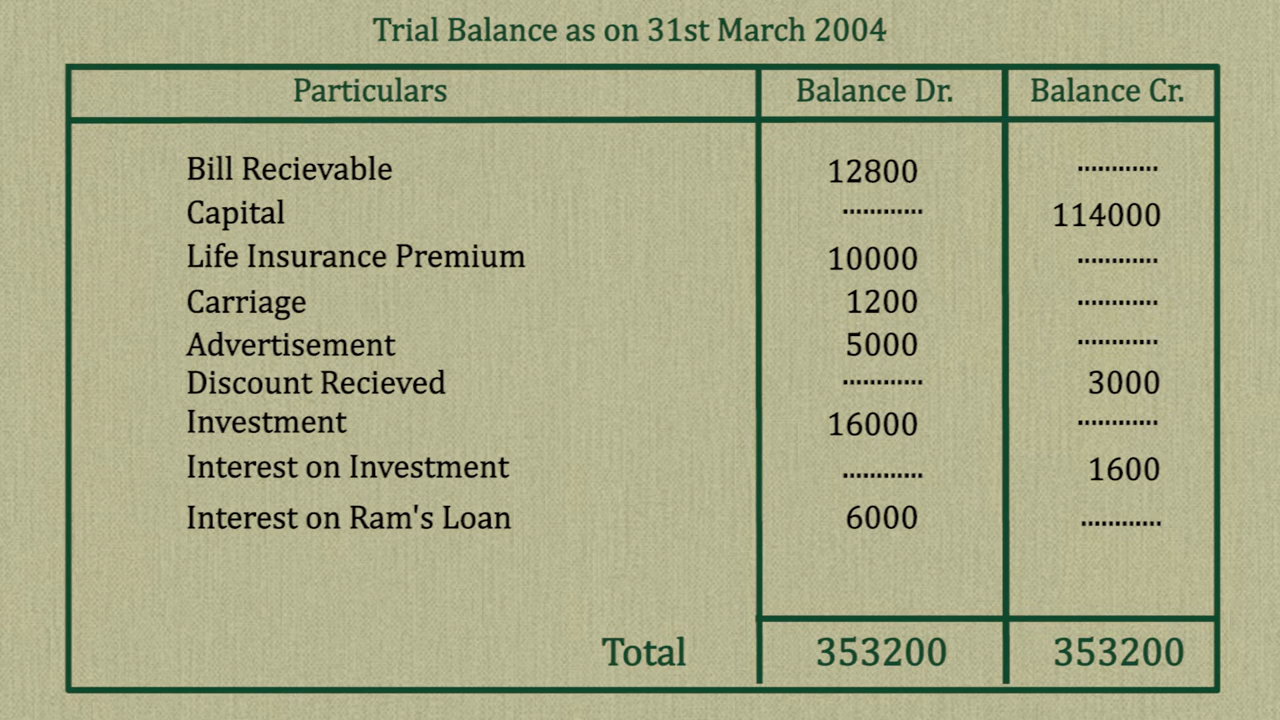 Trial Balance as on 31st March 2004
Particulars Balance Dr. Balance Cr.
Bill Recievable 12800 ............
Capital ............ 114000
Life Insurance Premium 10000 ............
Carriage 1200 ............
Advertisement 5000 ............
Discount Recieved ............ 3000
Investment 16000 ............
Interest on Investment ............ 1600
Interest on Ram's Loan 6000 ............
Total 353200 353200